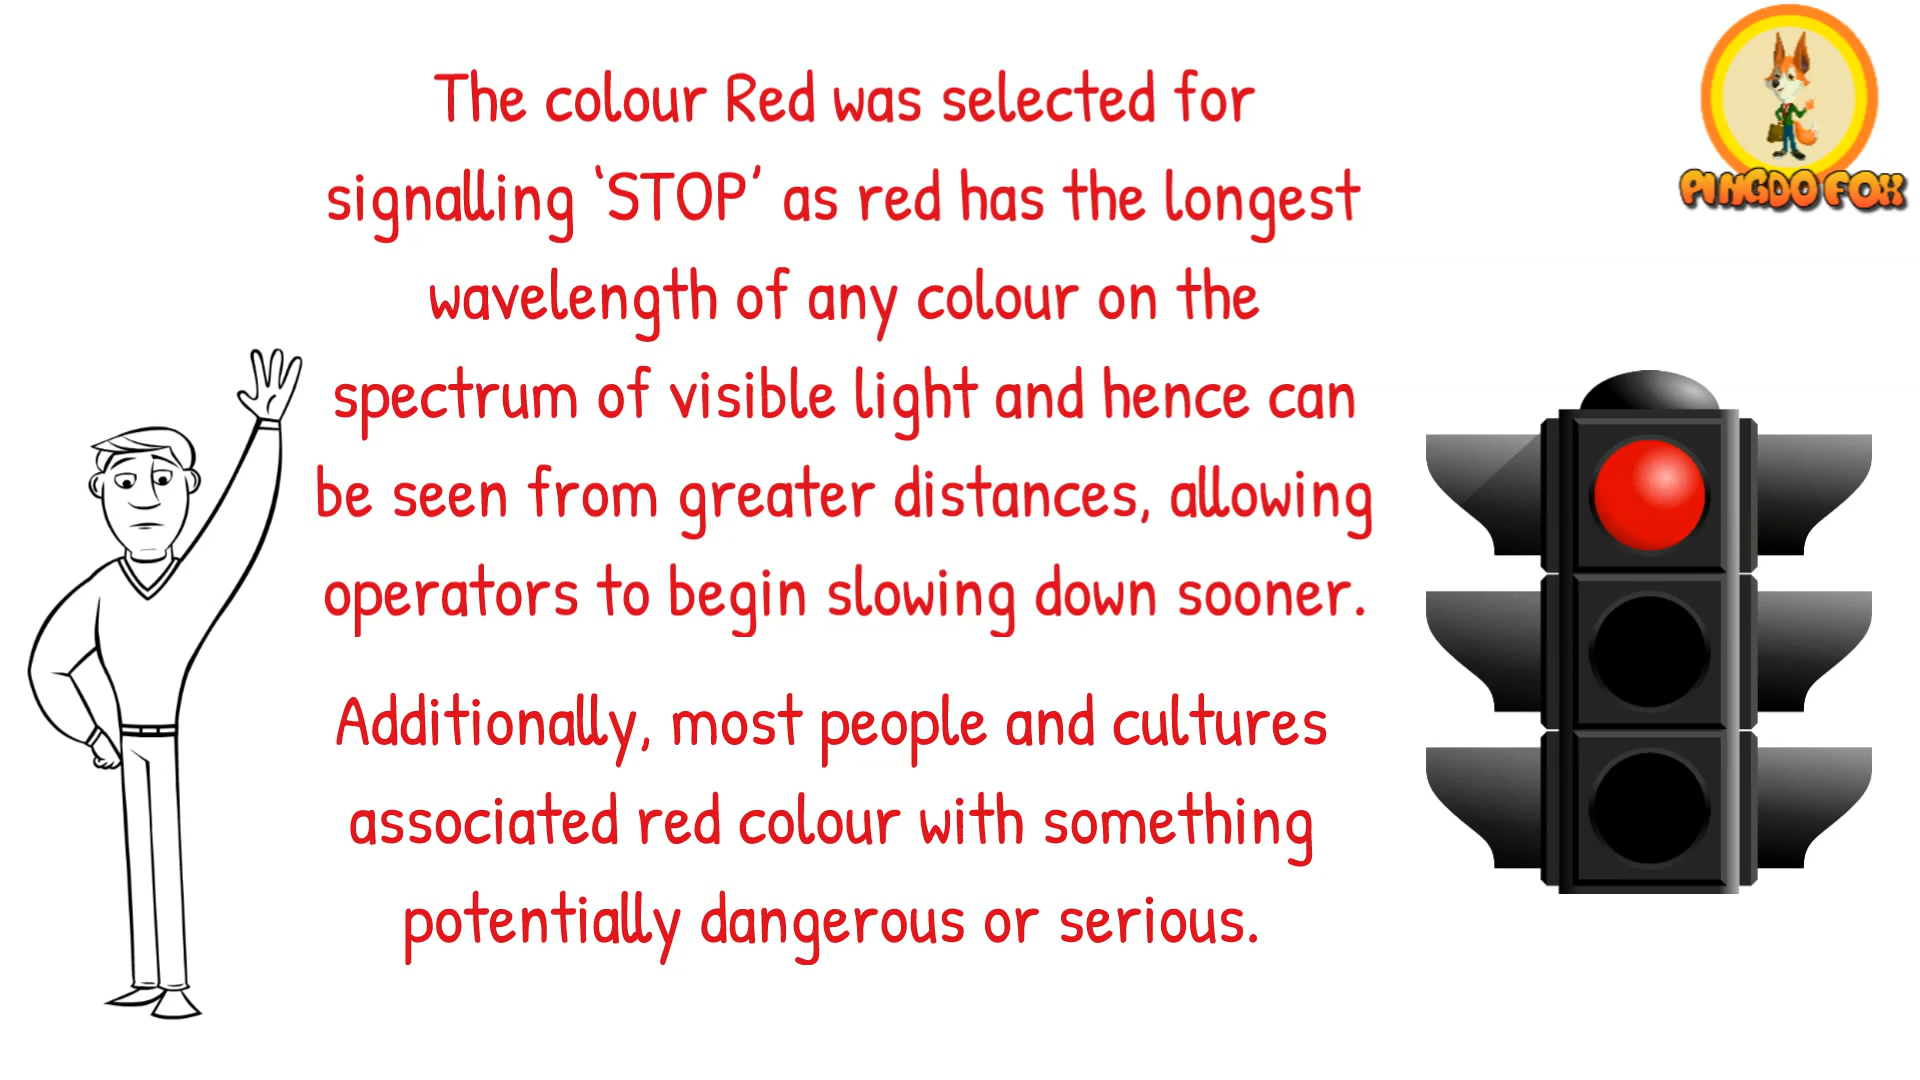 The colour Red was selected for
signalling ‘STOP’ as red has the longest
wavelength of any colour on the
spectrum of visible light and hence can
be seen from greater distances, allowing
operators to begin slowing down sooner.
Additionally, most people and cultures
associated red colour with something
potentially dangerous or serious.
PINGDO FOX